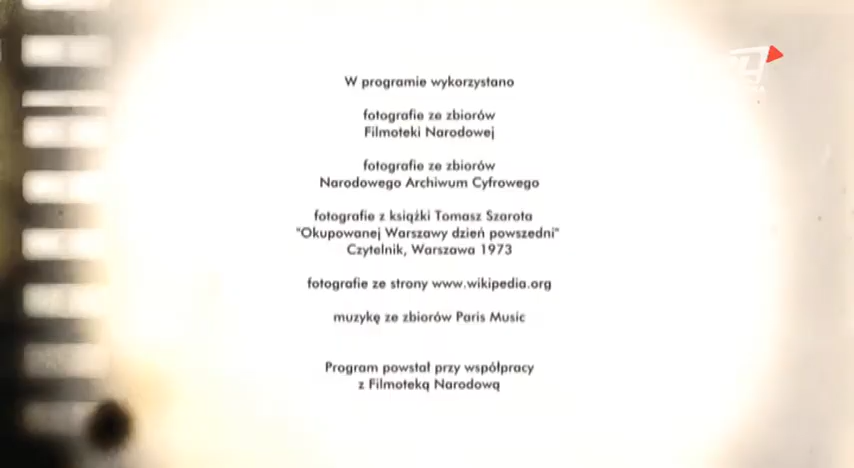 W programie wykorzystano
fotografie ze zbiorów
Filmoteki Narodowej
fotografie ze zbiorów
Narodowego Archiwum Cyfrowego
fotografie z książki Tomasz Szarota
"Okupowanej Warszawy dzień powszedni"
Czytelnik, Warszawa 1973
fotografie ze strony www.wikipedia.org
muzykę ze zbiorów Paris Music
Program powstał przy współpracy
z Filmoteką Narodową